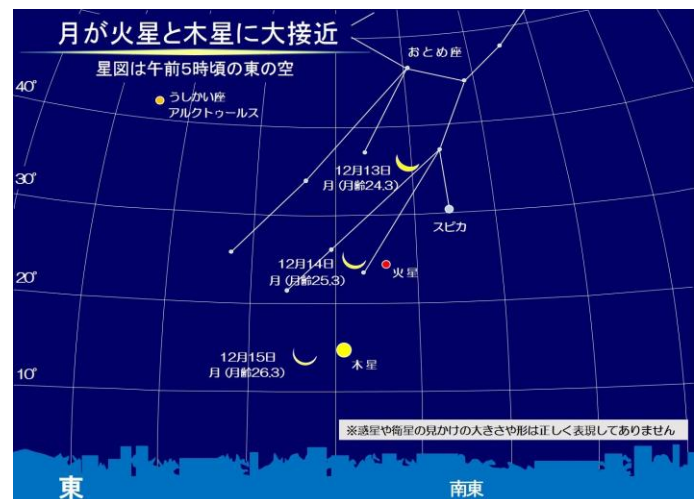 月が火星と木星に大接近
星図は午前5時頃の東の空
おとめ座
40°
うしかい座
アルクトゥールス
12月13日
月(月齢24.3)
30°
スピカ
12月14日
月(月齢25.3)
火星
20°
12月15日
月(月齢26.3)
木星
10°
※惑星や衛星の見かけの大きさや形は正しく表現してありません
東
南東